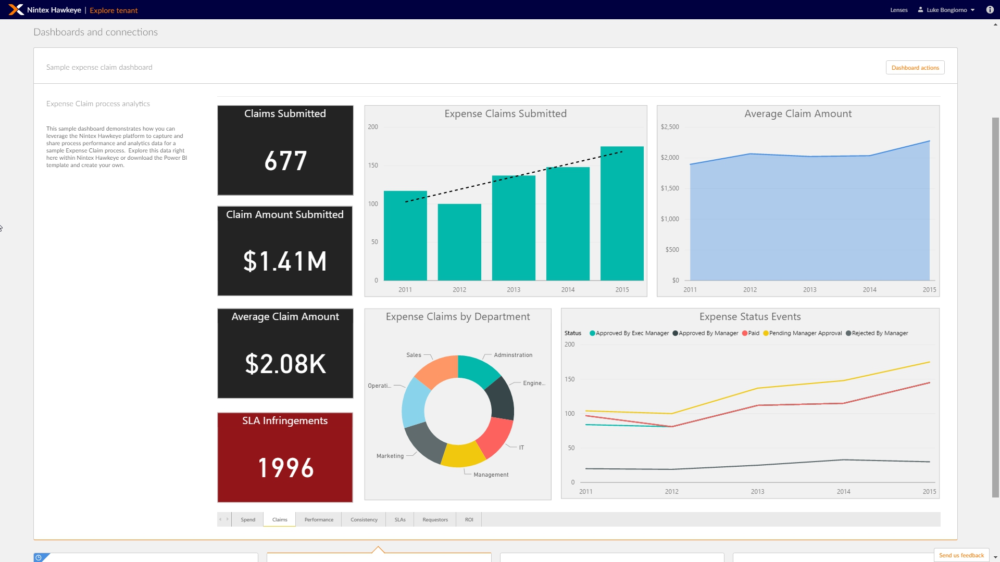 Nintex Hawkeye | Explore tenant
Lenses
Luke Bongiorno
Dashboards and connections
Sample expense claim dashboard
Dashboard actions
Expense Claim process analytics
This sample dashboard demonstrates how you can
leverage the Nintex Hawkeye platform to capture and
share process performance and analytics data for a
sample Expense Claim process. Explore this data right
here within Nintex Hawkeye or download the Power BI
template and create your own.
Claims Submitted
677
Claim Amount Submitted
$1.41M
Average Claim Amount
$2.08K
SLA Infringements
1996
Expense Claims Submitted
200
150
100
50
0
2011 2012 2013 2014 2015
Average Claim Amount
$2,500
$2,000
$1,500
$1,000
$500
$0
2011 2012 2013 2014 2015
Expense Claims by Department
Sales
Adminstration
Operati...
Engine...
IT
Marketing
Management
Expense Status Events
Status Approved By Exec Manager Approved By Manager Paid Pending Manager Approval Rejected By Manager
200
150
100
50
0
2011 2012 2013 2014 2015
Spend Claims Performance Consistency SLAs Requestors ROI
Send us feedback